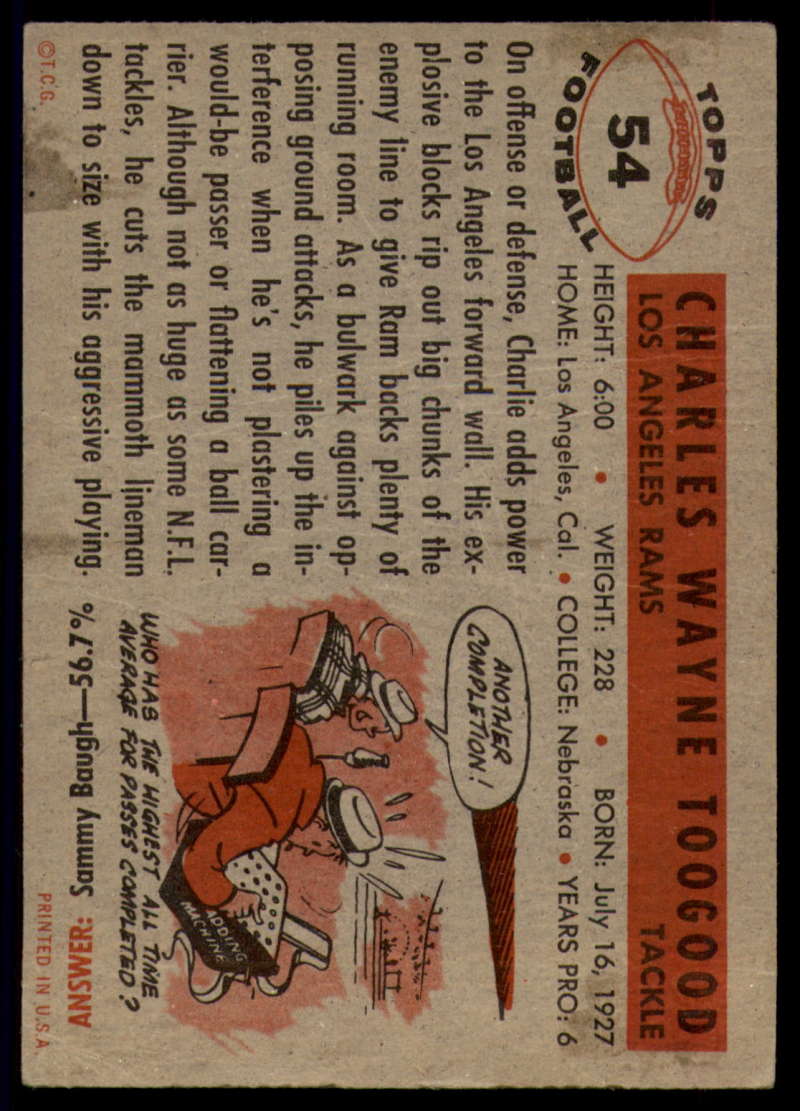 TOPPS
54
FOOTBALL
CHARLES WAYNE TOOGOOD
LOS ANGELES RAMS TACKLE
HEIGHT: 6:00 • WEIGHT: 228 • BORN: July 16, 1927
HOME: Los Angeles, Cal. • COLLEGE: Nebraska • YEARS PRO: 6
On offense or defense, Charlie adds power
to the Los Angeles forward wall. His ex-
plosive blocks rip out big chunks of the
enemy line to give Ram backs plenty of
running room. As a bulwark against op-
posing ground attacks, he piles up the in-
terference when he's not plastering a
would-be passer or flattening a ball car-
rier. Although not as huge as some N.F.L.
tackles, he cuts the mammoth lineman
down to size with his aggressive playing.
©T.C.G.
ANOTHER
COMPLETION!
ADDING
MACHINE
WHO HAS THE HIGHEST ALL TIME
AVERAGE FOR PASSES COMPLETED?
ANSWER: Sammy Baugh—56.7%
PRINTED IN U.S.A.